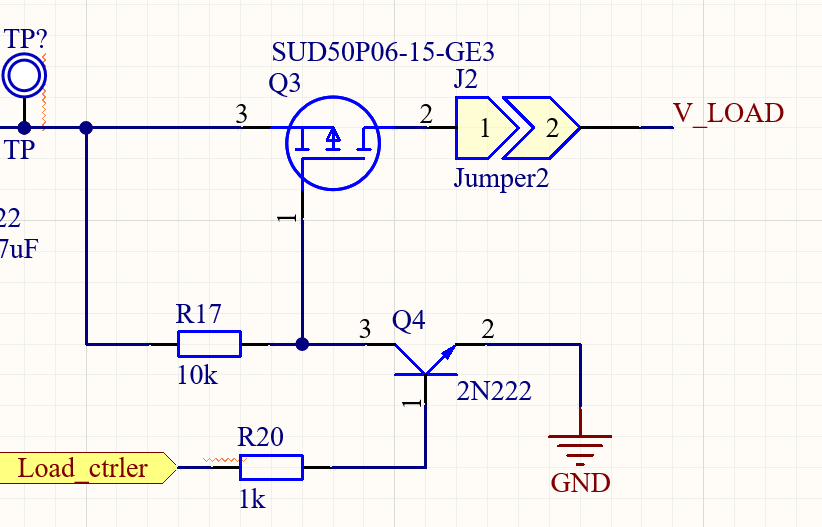 TP?
SUD50P06-15-GE3
Q3
J2
3
2
1
2
V_LOAD
TP
Jumper2
1
22
7uF
R17
3
Q4
2
10k
1
2N222
R20
Load_ctrler
1k
GND